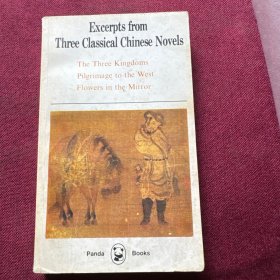 Excerpts from
Three Classical Chinese Novels
The Three Kingdoms
Pilgrimage to the West
Flowers in the Mirror
Panda Books